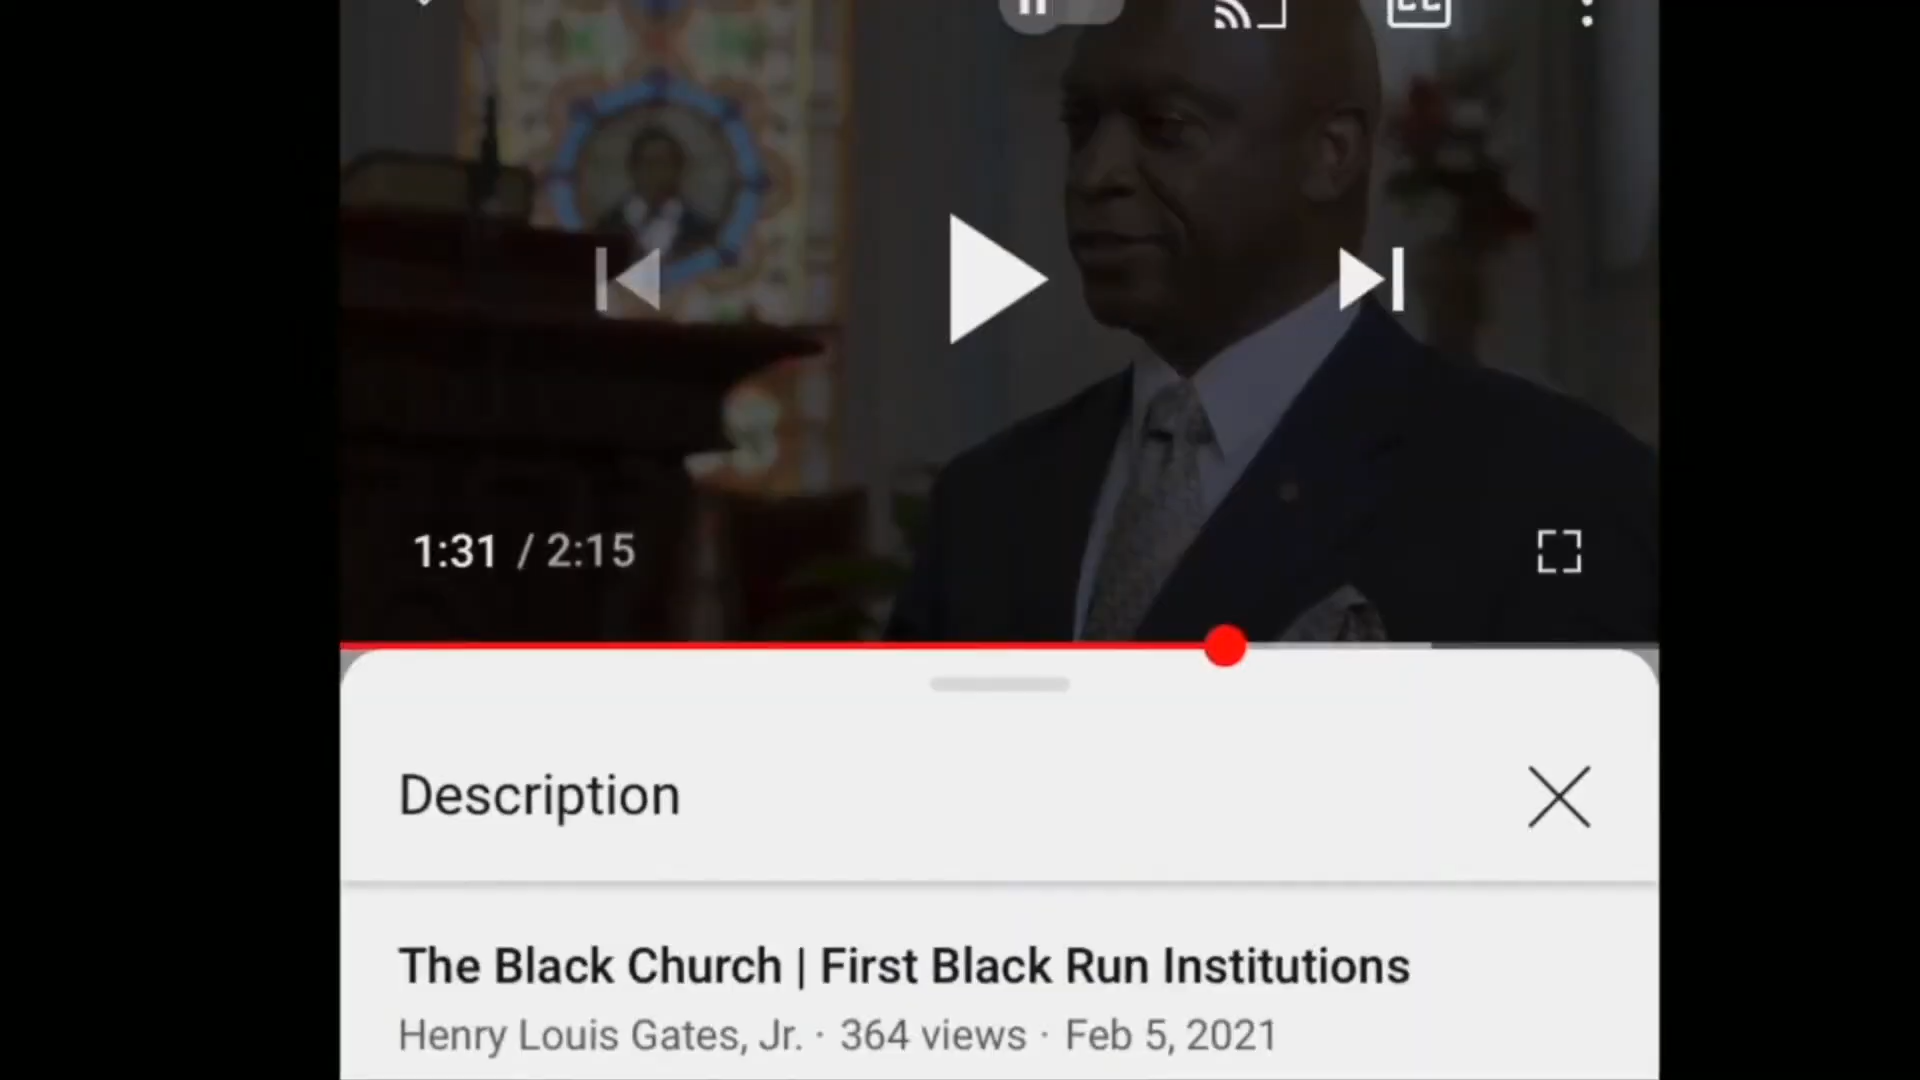 1:31 / 2:15
Description
The Black Church | First Black Run Institutions
Henry Louis Gates, Jr. · 364 views · Feb 5, 2021